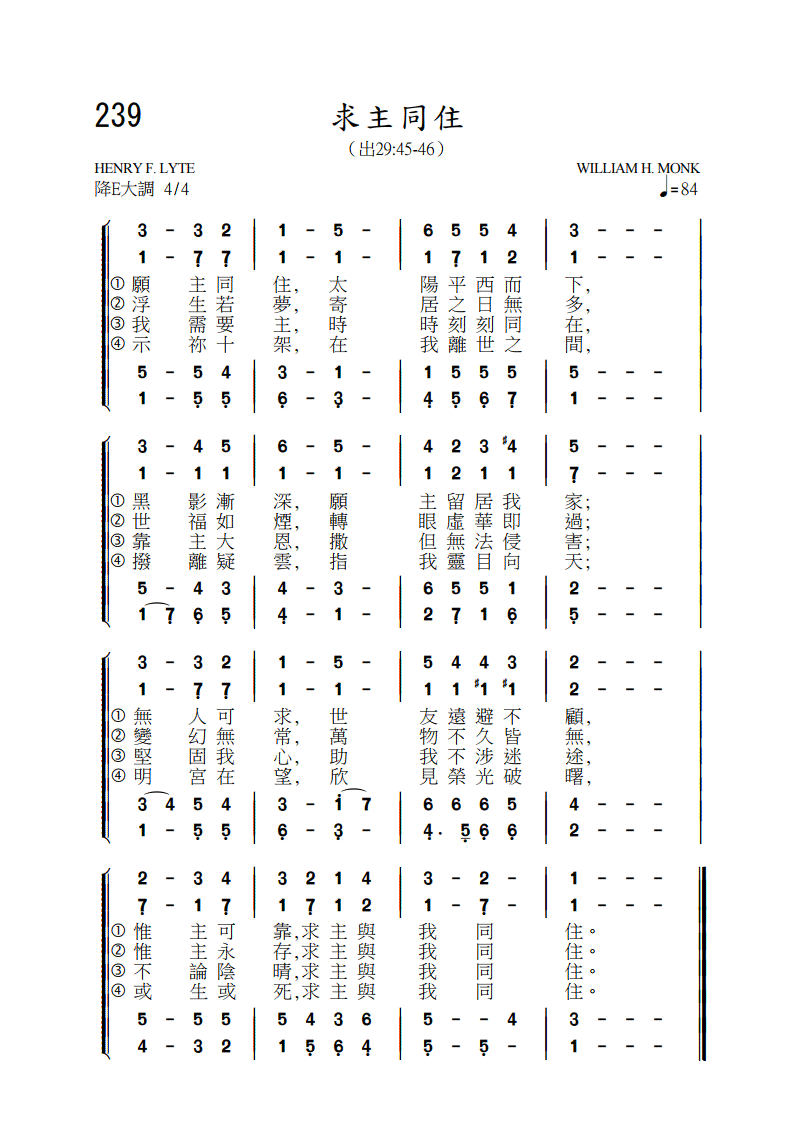 239
求主同住
（出29:45-46）
HENRY F. LYTE WILLIAM H. MONK
降E大調 4/4 ♩=84
3 - 3 2 | 1 - 5 - | 6 5 5 4 | 3 - - - |
1 - 7̣ 7̣ | 1 - 1 - | 1 7̣ 1 2 | 1 - - - |
①願 主同 住，太 陽平西而 下，
②浮 生若 夢，寄 居之日無 多，
③我 需要 主，時 時刻刻同 在，
④示 祢十 架，在 我離世之 間，
5 - 5 4 | 3 - 1 - | 1 5 5 5 | 5 - - - |
1 - 5̣ 5̣ | 6̣ - 3̣ - | 4̣ 5̣ 6̣ 7̣ | 1 - - - |
3 - 4 5 | 6 - 5 - | 4 2 3 ♯4 | 5 - - - |
1 - 1 1 | 1 - 1 - | 1 2 1 1 | 7̣ - - - |
①黑 影漸 深，願 主留居我 家；
②世 福如 煙，轉 眼虛華即 過；
③靠 主大 恩，撒 但無法侵 害；
④撥 離疑 雲，指 我靈目向 天；
5 - 4 3 | 4 - 3 - | 6 5 5 1 | 2 - - - |
1 7̣ 6̣ 5̣ | 4̣ - 1 - | 2 7̣ 1 6̣ | 5̣ - - - |
3 - 3 2 | 1 - 5 - | 5 4 4 3 | 2 - - - |
1 - 7̣ 7̣ | 1 - 1 - | 1 1 ♯1 ♯1 | 2 - - - |
①無 人可 求，世 友遠避不 顧，
②變 幻無 常，萬 物不久皆 無，
③堅 固我 心，助 我不涉迷 途，
④明 宮在 望，欣 見榮光破 曙，
3 4 5 4 | 3 - i 7 | 6 6 6 5 | 4 - - - |
1 - 5̣ 5̣ | 6̣ - 3̣ - | 4̣. 5̣ 6̣ 6̣ | 2 - - - |
2 - 3 4 | 3 2 1 4 | 3 - 2 - | 1 - - - |
7̣ - 1 7̣ | 1 7̣ 1 2 | 1 - 7̣ - | 1 - - - |
①惟 主可 靠，求主與 我 同 住。
②惟 主永 存，求主與 我 同 住。
③不 論陰 晴，求主與 我 同 住。
④或 生或 死，求主與 我 同 住。
5 - 5 5 | 5 4 3 6 | 5 - - 4 | 3 - - - |
4 - 3 2 | 1 5̣ 6̣ 4̣ | 5̣ - 5̣ - | 1 - - - |